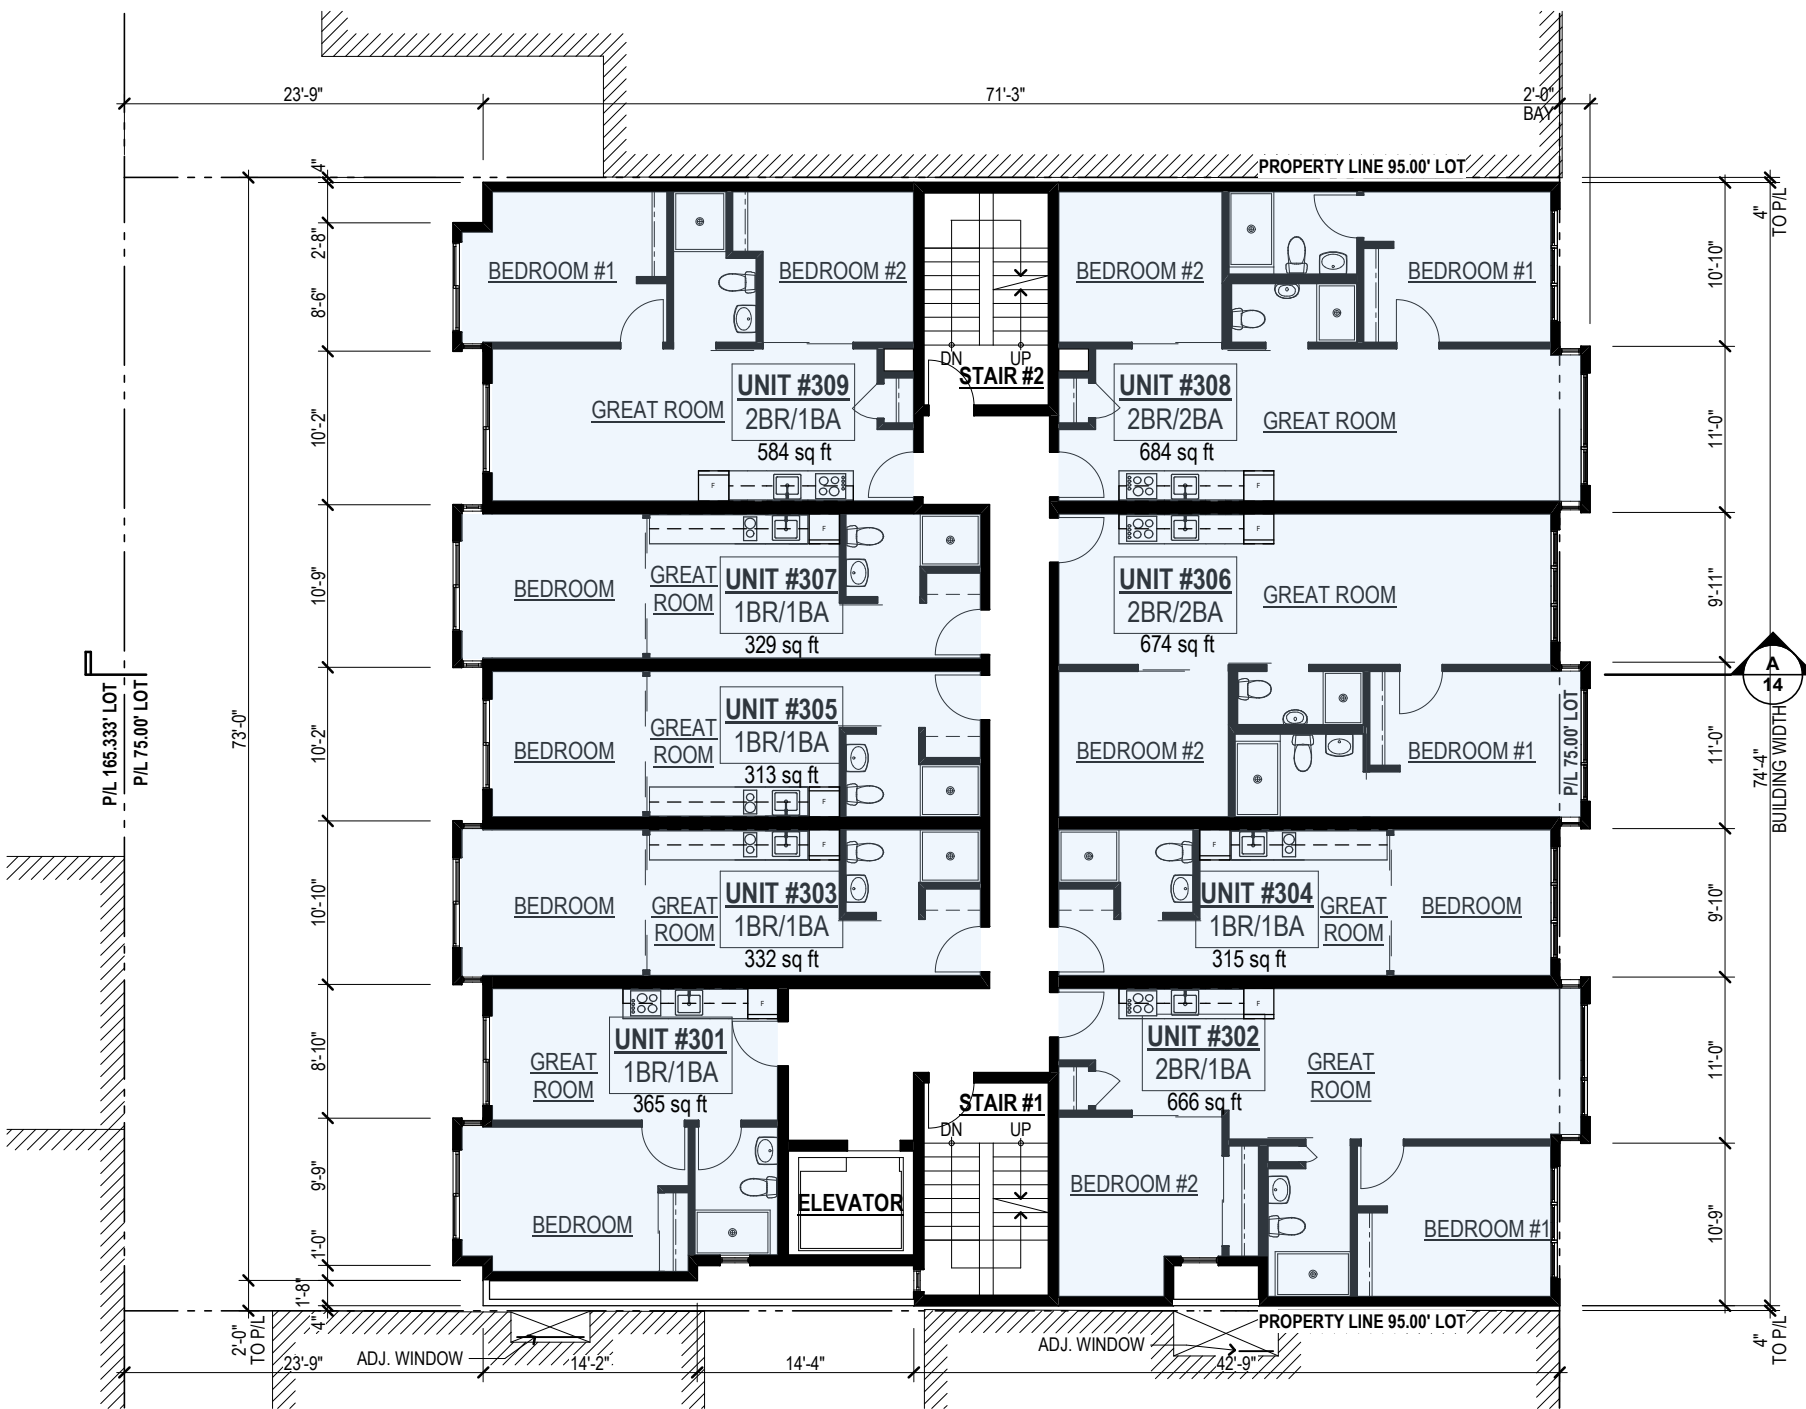 23'-9"
71'-3"
2'-0"
BAY
PROPERTY LINE 95.00' LOT
4"
4"
TO P/L
2'-8"
10'-10"
BEDROOM #1
BEDROOM #2
BEDROOM #2
BEDROOM #1
8'-6"
DN
UP
STAIR #2
UNIT #309
2BR/1BA
584 sq ft
GREAT ROOM
UNIT #308
2BR/2BA
684 sq ft
GREAT ROOM
10'-2"
11'-0"
F
F
F
F
BEDROOM
GREAT
ROOM
UNIT #307
1BR/1BA
329 sq ft
UNIT #306
2BR/2BA
674 sq ft
GREAT ROOM
10'-9"
9'-11"
P/L 165.333' LOT
P/L 75.00' LOT
73'-0"
A
14
BEDROOM
GREAT
ROOM
UNIT #305
1BR/1BA
313 sq ft
F
BEDROOM #2
BEDROOM #1
P/L 75.00' LOT
10'-2"
11'-0"
74'-4"
BUILDING WIDTH
F
F
BEDROOM
GREAT
ROOM
UNIT #303
1BR/1BA
332 sq ft
UNIT #304
1BR/1BA
315 sq ft
GREAT
ROOM
BEDROOM
10'-10"
9'-10"
F
F
UNIT #301
1BR/1BA
365 sq ft
GREAT
ROOM
UNIT #302
2BR/1BA
666 sq ft
GREAT
ROOM
8'-10"
11'-0"
STAIR #1
DN
UP
9'-9"
BEDROOM
ELEVATOR
BEDROOM #2
BEDROOM #1
10'-9"
1'-0"
1'-8"
4"
2'-0"
TO P/L
PROPERTY LINE 95.00' LOT
4"
TO P/L
ADJ. WINDOW
ADJ. WINDOW
23'-9"
14'-2"
14'-4"
42'-9"